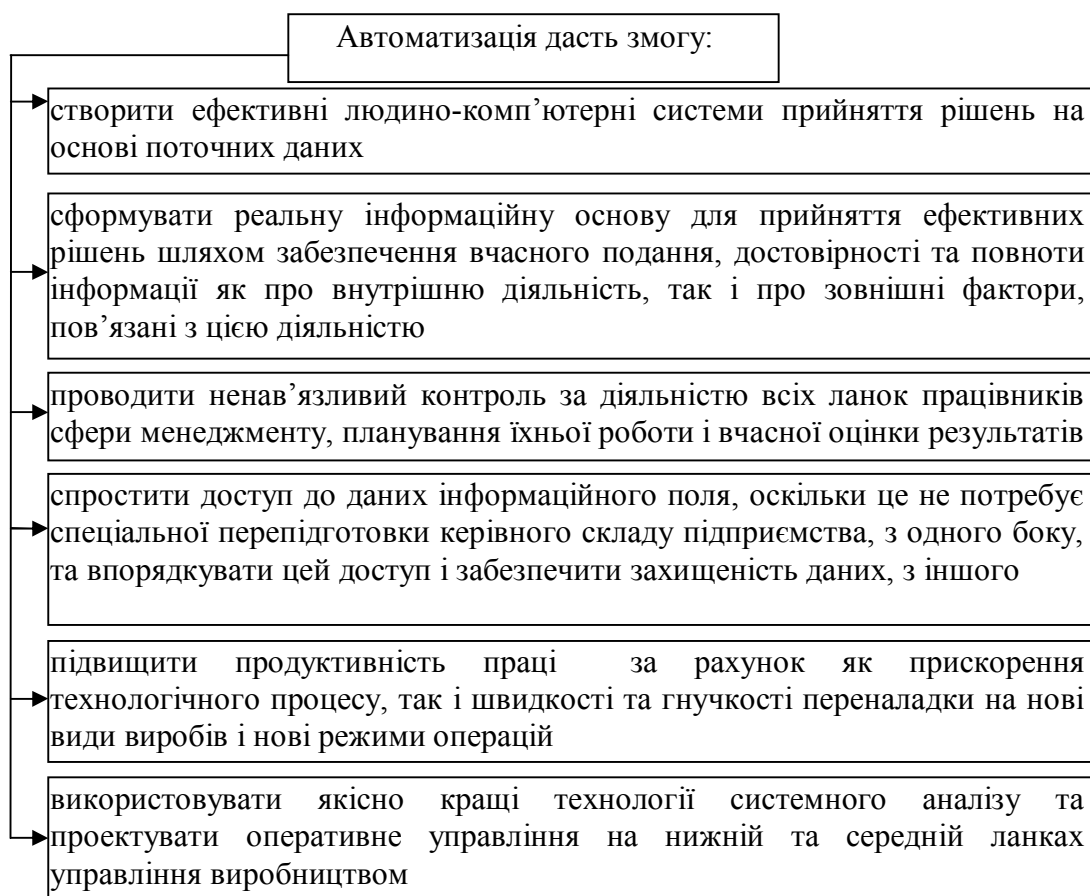 Автоматизація дасть змогу:
створити ефективні людино-комп’ютерні системи прийняття рішень на
основі поточних даних
сформувати реальну інформаційну основу для прийняття ефективних
рішень шляхом забезпечення вчасного подання, достовірності та повноти
інформації як про внутрішню діяльність, так і про зовнішні фактори,
пов’язані з цією діяльністю
проводити ненав’язливий контроль за діяльністю всіх ланок працівників
сфери менеджменту, планування їхньої роботи і вчасної оцінки результатів
спростити доступ до даних інформаційного поля, оскільки це не потребує
спеціальної перепідготовки керівного складу підприємства, з одного боку,
та впорядкувати цей доступ і забезпечити захищеність даних, з іншого
підвищити продуктивність праці за рахунок як прискорення
технологічного процесу, так і швидкості та гнучкості переналадки на нові
види виробів і нові режими операцій
використовувати якісно кращі технології системного аналізу та
проектувати оперативне управління на нижній та середній ланках
управління виробництвом